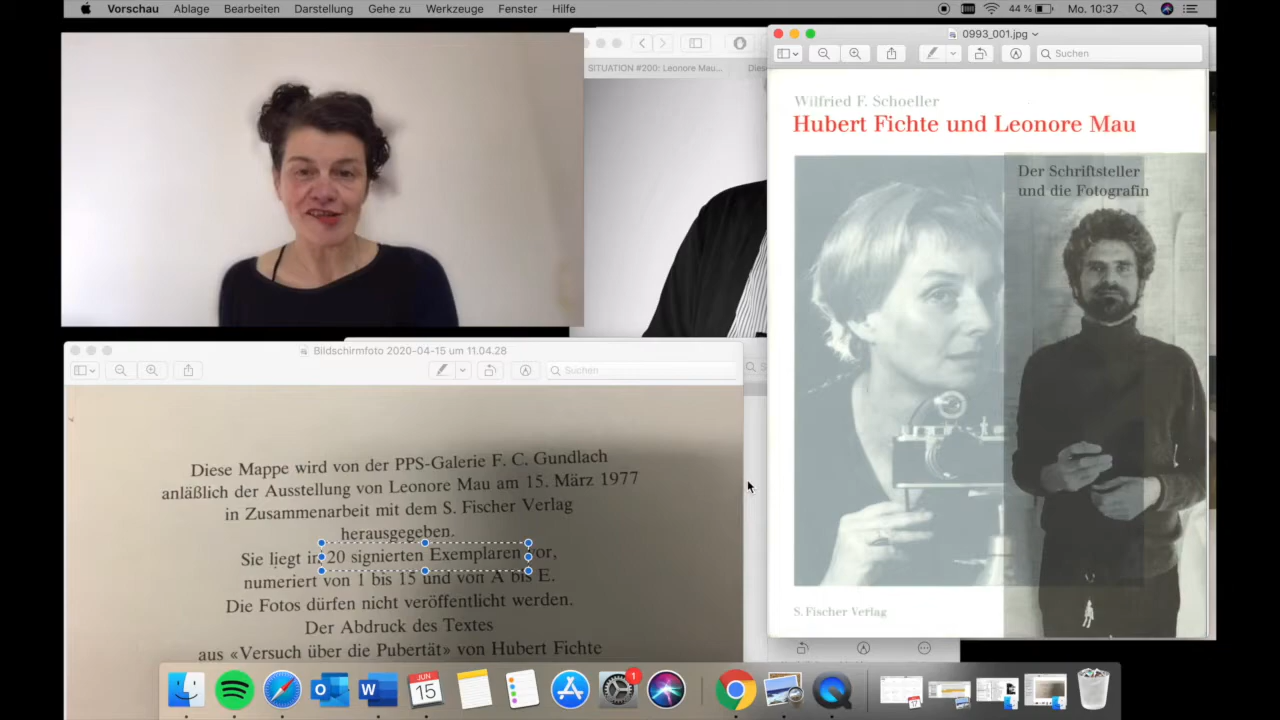 Vorschau Ablage Bearbeiten Darstellung Gehe zu Werkzeuge Fenster Hilfe
44 % Mo. 10:37
0993_001.jpg
Suchen
SITUATION #200: Leonore Mau...
Wilfried F. Schoeller
Hubert Fichte und Leonore Mau
Der Schriftsteller
und die Fotografin
S. Fischer Verlag
Bildschirmfoto 2020-04-15 um 11.04.28
Suchen
Diese Mappe wird von der PPS-Galerie F. C. Gundlach
anläßlich der Ausstellung von Leonore Mau am 15. März 1977
in Zusammenarbeit mit dem S. Fischer Verlag
herausgegeben.
Sie liegt in 20 signierten Exemplaren vor,
numeriert von 1 bis 15 und von A bis E.
Die Fotos dürfen nicht veröffentlicht werden.
Der Abdruck des Textes
aus «Versuch über die Pubertät» von Hubert Fichte
JUN
15
1
17